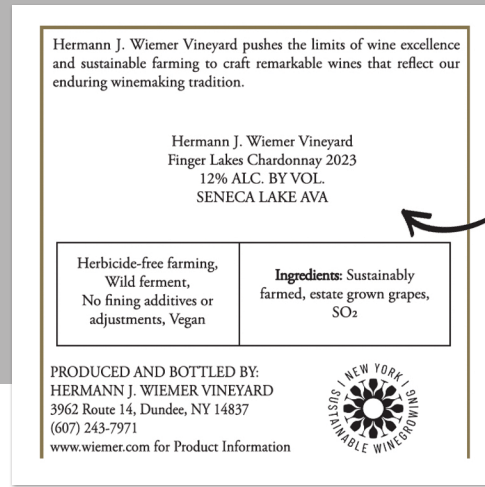 Hermann J. Wiemer Vineyard pushes the limits of wine excellence
and sustainable farming to craft remarkable wines that reflect our
enduring winemaking tradition.
Hermann J. Wiemer Vineyard
Finger Lakes Chardonnay 2023
12% ALC. BY VOL.
SENECA LAKE AVA
Herbicide-free farming,
Wild ferment,
No fining additives or
adjustments, Vegan
Ingredients: Sustainably
farmed, estate grown grapes,
SO2
PRODUCED AND BOTTLED BY:
HERMANN J. WIEMER VINEYARD
3962 Route 14, Dundee, NY 14837
(607) 243-7971
www.wiemer.com for Product Information
| NEW YORK |
SUSTAINABLE WINEGROWING